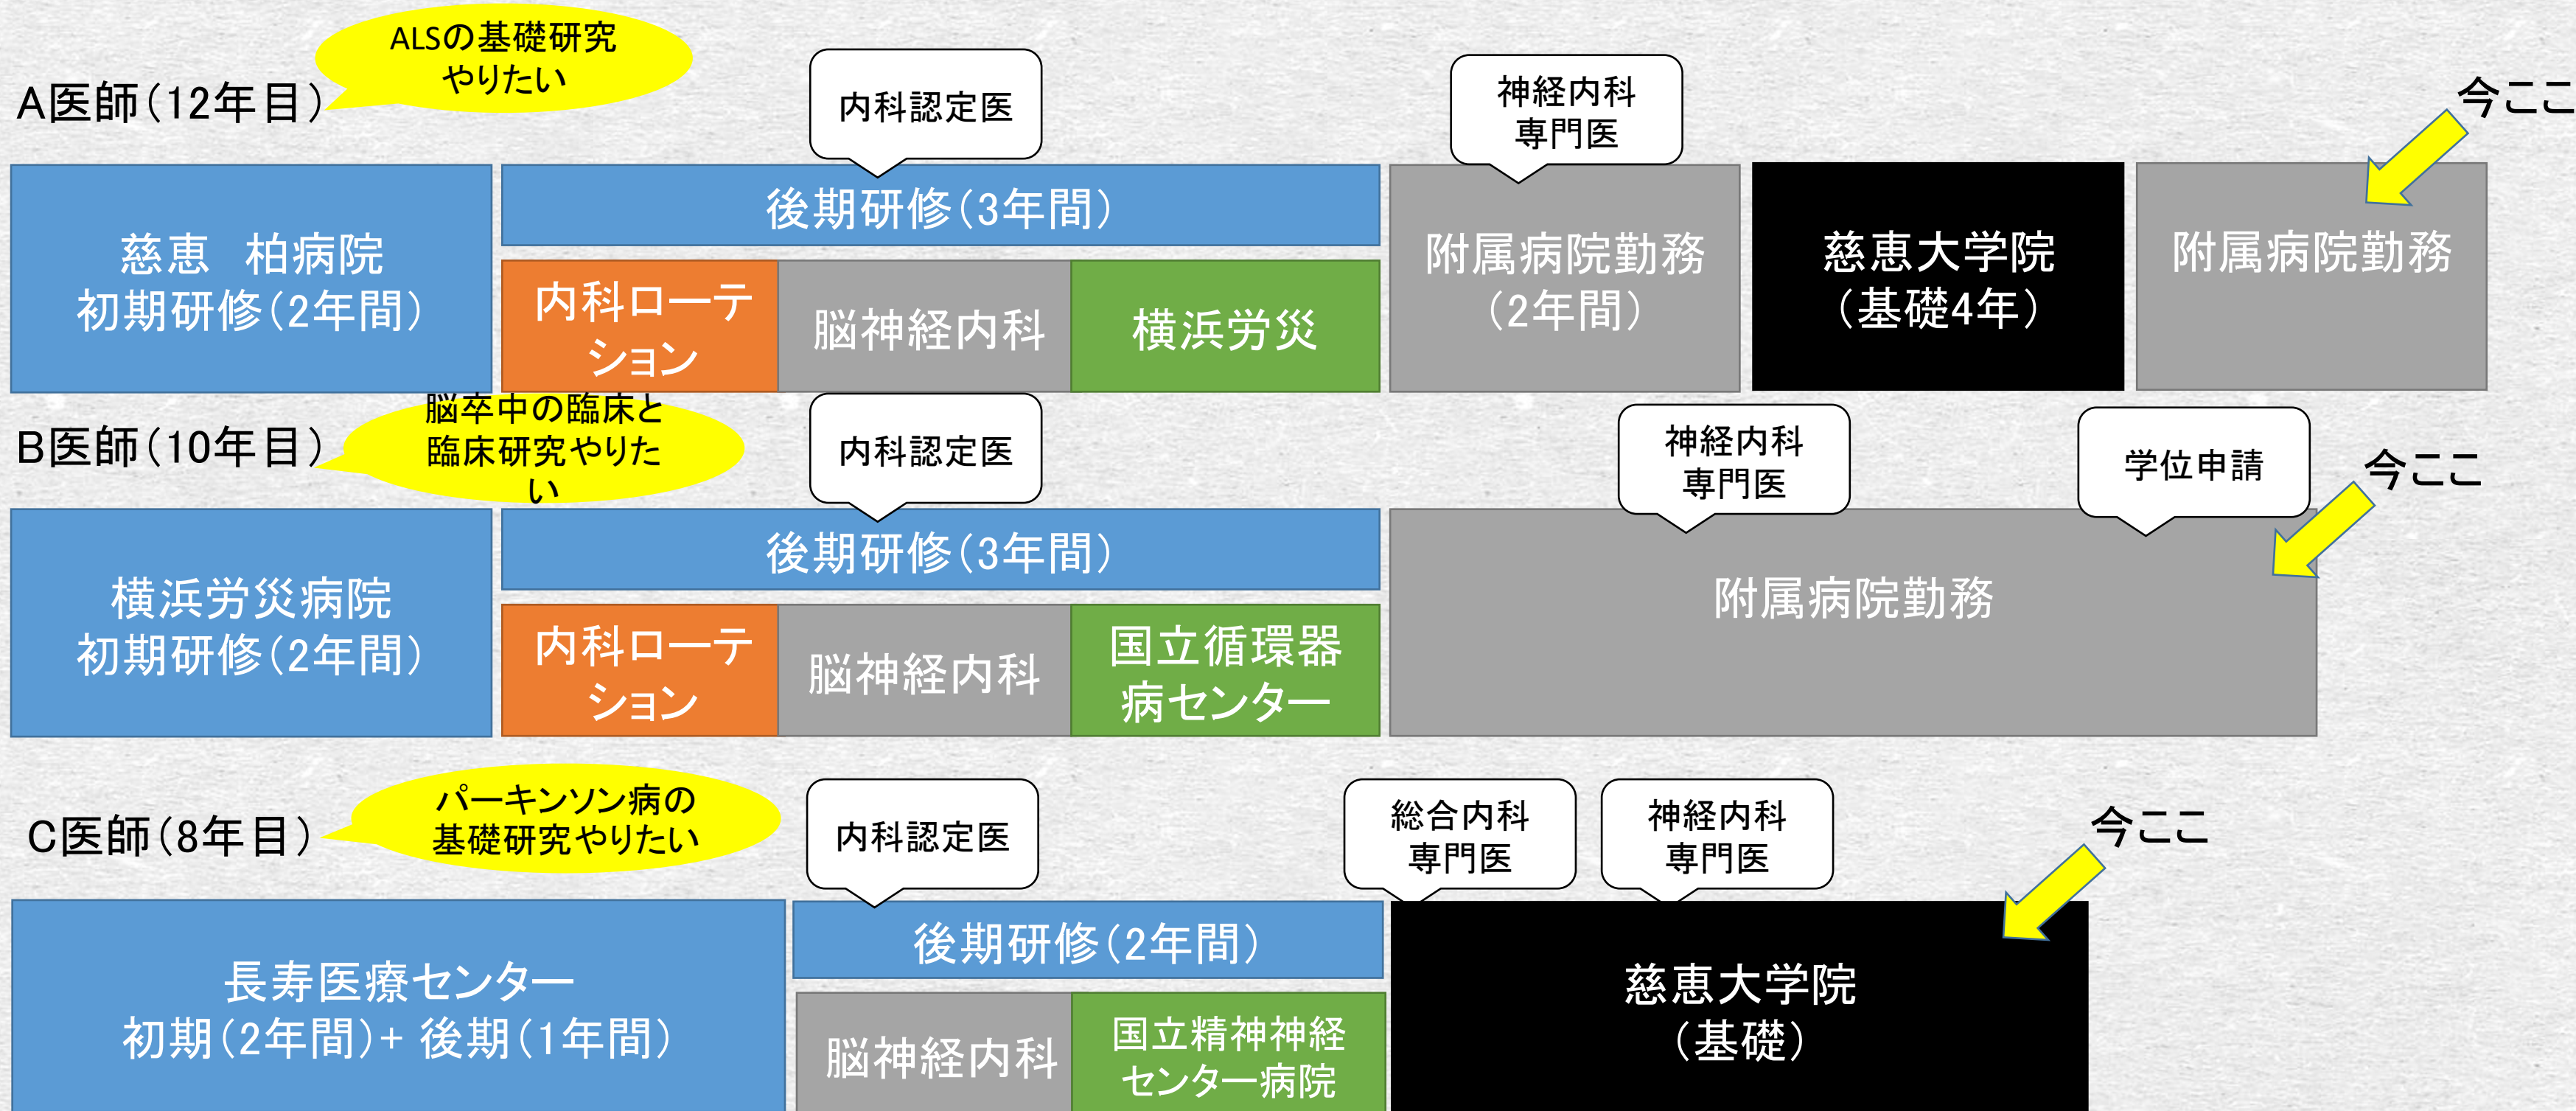 ALSの基礎研究
やりたい
A医師(12年目)
内科認定医
神経内科
専門医
今ここ
慈恵 柏病院
初期研修(2年間)
後期研修(3年間)
内科ローテ
ション
脳神経内科
横浜労災
附属病院勤務
(2年間)
慈恵大学院
(基礎4年)
附属病院勤務
B医師(10年目)
脳卒中の臨床と
臨床研究やりた
い
内科認定医
神経内科
専門医
学位申請
今ここ
横浜労災病院
初期研修(2年間)
後期研修(3年間)
内科ローテ
ション
脳神経内科
国立循環器
病センター
附属病院勤務
C医師(8年目)
パーキンソン病の
基礎研究やりたい
内科認定医
総合内科
専門医
神経内科
専門医
今ここ
長寿医療センター
初期(2年間)+ 後期(1年間)
後期研修(2年間)
脳神経内科
国立精神神経
センター病院
慈恵大学院
(基礎)